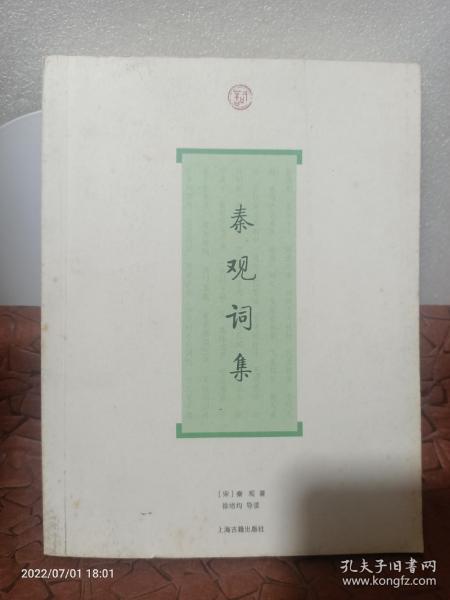 秦观词集
[宋]秦 观 著
徐培均 导读
上海古籍出版社
2022/07/01 18:01
孔夫子旧书网
www.kongfz.com